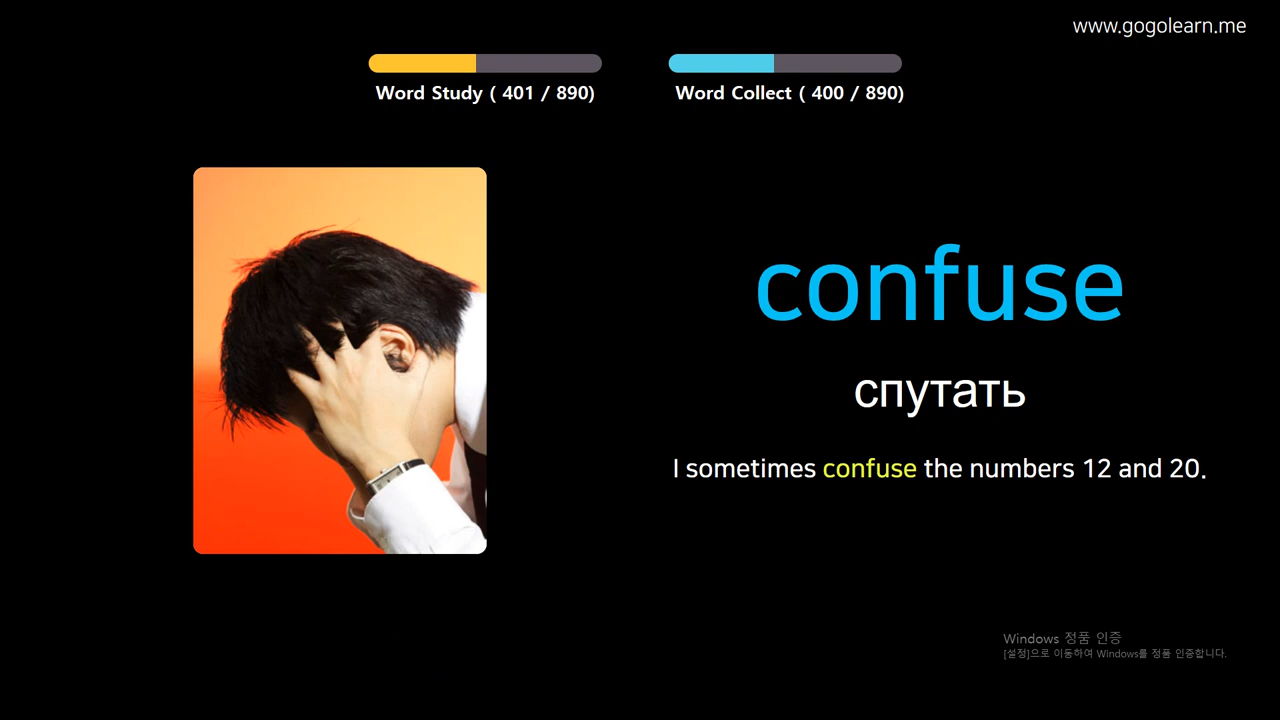 www.gogolearn.me
Word Study ( 401 / 890)
Word Collect ( 400 / 890)
confuse
спутать
I sometimes confuse the numbers 12 and 20.
Windows 정품 인증
[설정]으로 이동하여 Windows를 정품 인증합니다.